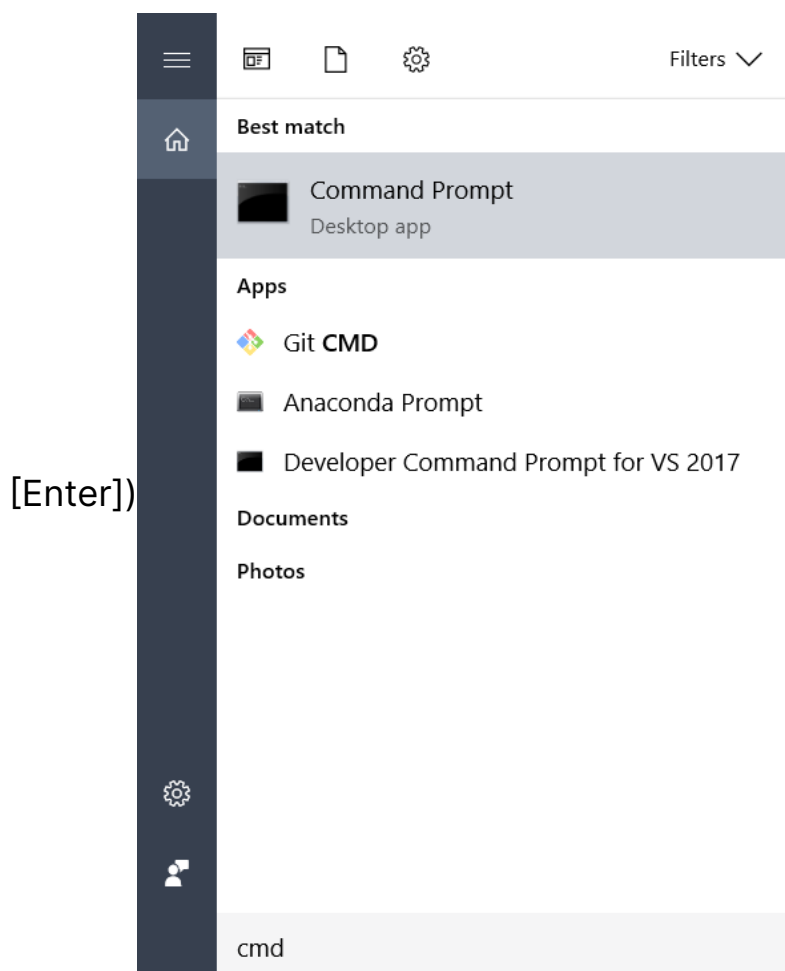 Filters
Best match
Command Prompt
Desktop app
Apps
Git CMD
Anaconda Prompt
Developer Command Prompt for VS 2017
[Enter])
Documents
Photos
cmd